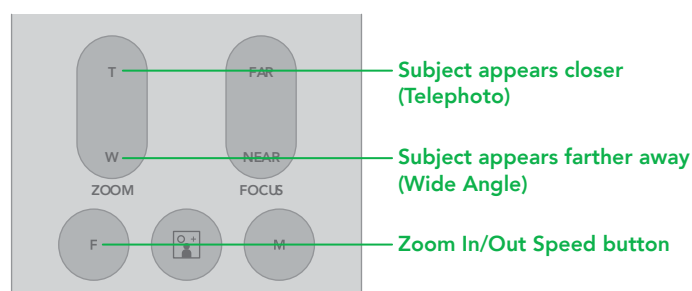 T FAR Subject appears closer
(Telephoto)
W NEAR Subject appears farther away
(Wide Angle)
ZOOM FOCUS
F M Zoom In/Out Speed button